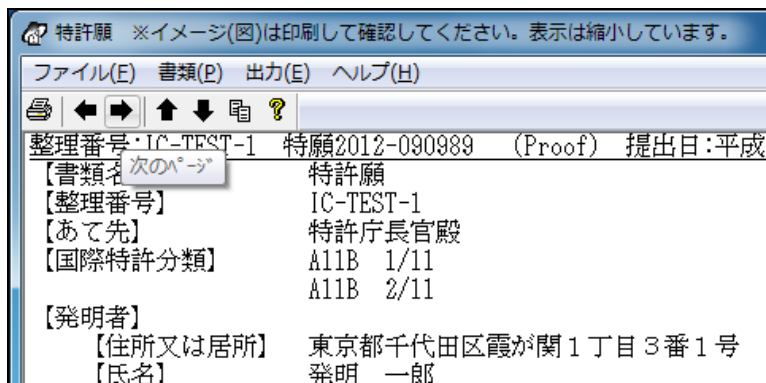 特許願 ※イメージ(図)は印刷して確認してください。表示は縮小しています。
ファイル(F) 書類(P) 出力(E) ヘルプ(H)
整理番号:IC-TEST-1 特願2012-090989 (Proof) 提出日:平成
次のページ
【書類名 特許願
【整理番号】 IC-TEST-1
【あて先】 特許庁長官殿
【国際特許分類】 A11B 1/11
A11B 2/11
【発明者】
【住所又は居所】 東京都千代田区霞が関1丁目3番1号
【氏名】 発明 一郎